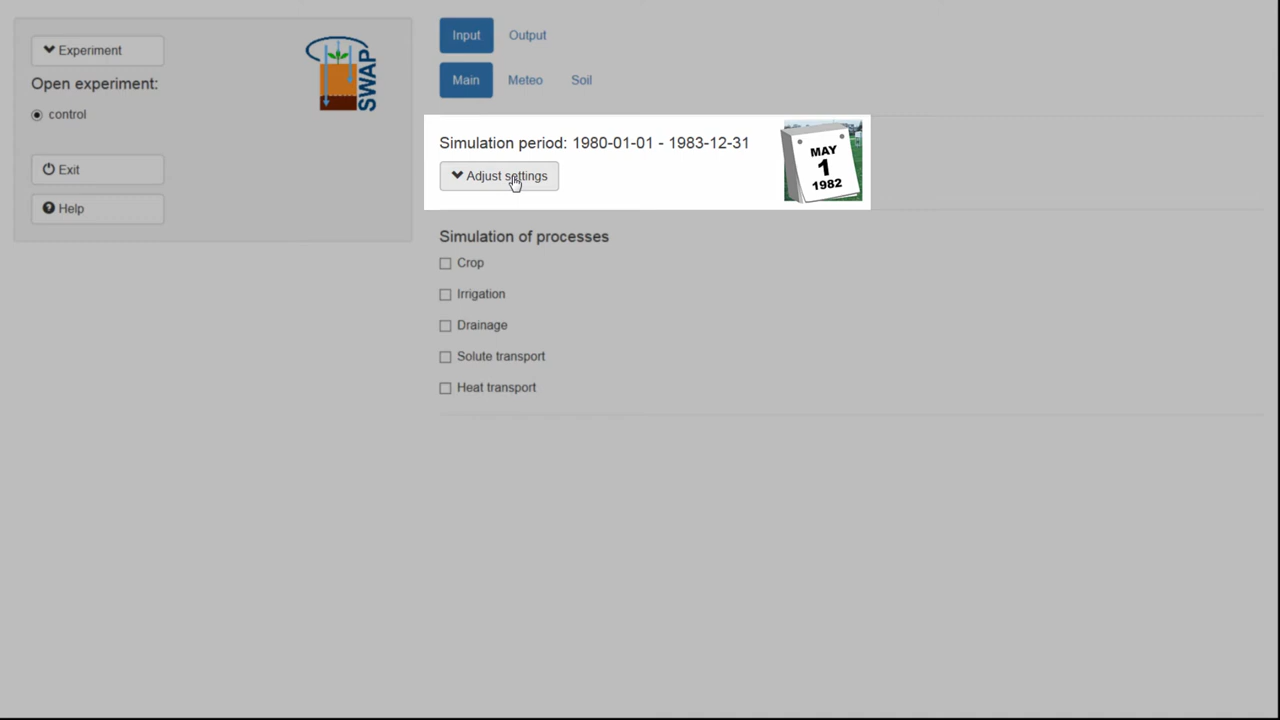 Experiment
Open experiment:
control
Exit
Help
SWAP
Input
Output
Main
Meteo
Soil
Simulation period: 1980-01-01 - 1983-12-31
Adjust settings
MAY
1
1982
Simulation of processes
Crop
Irrigation
Drainage
Solute transport
Heat transport